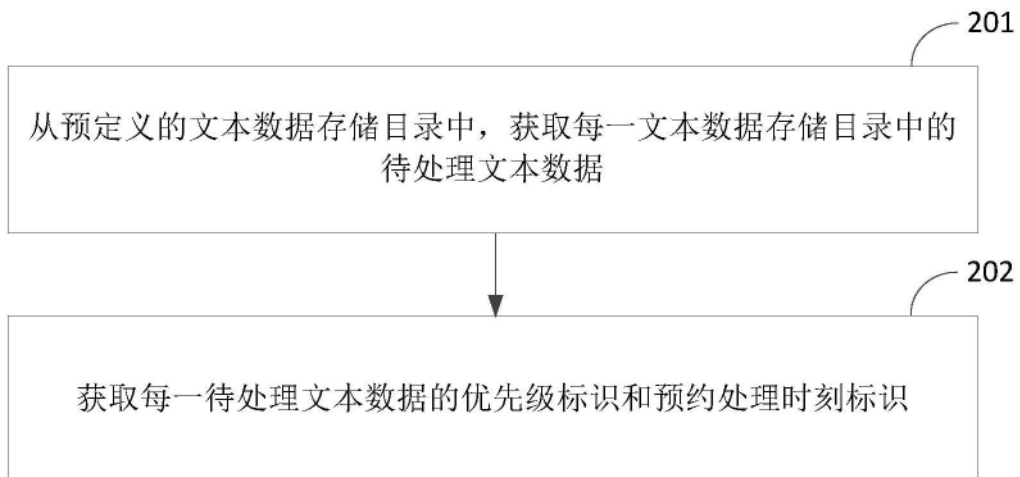 201
从预定义的文本数据存储目录中，获取每一文本数据存储目录中的
待处理文本数据
202
获取每一待处理文本数据的优先级标识和预约处理时刻标识